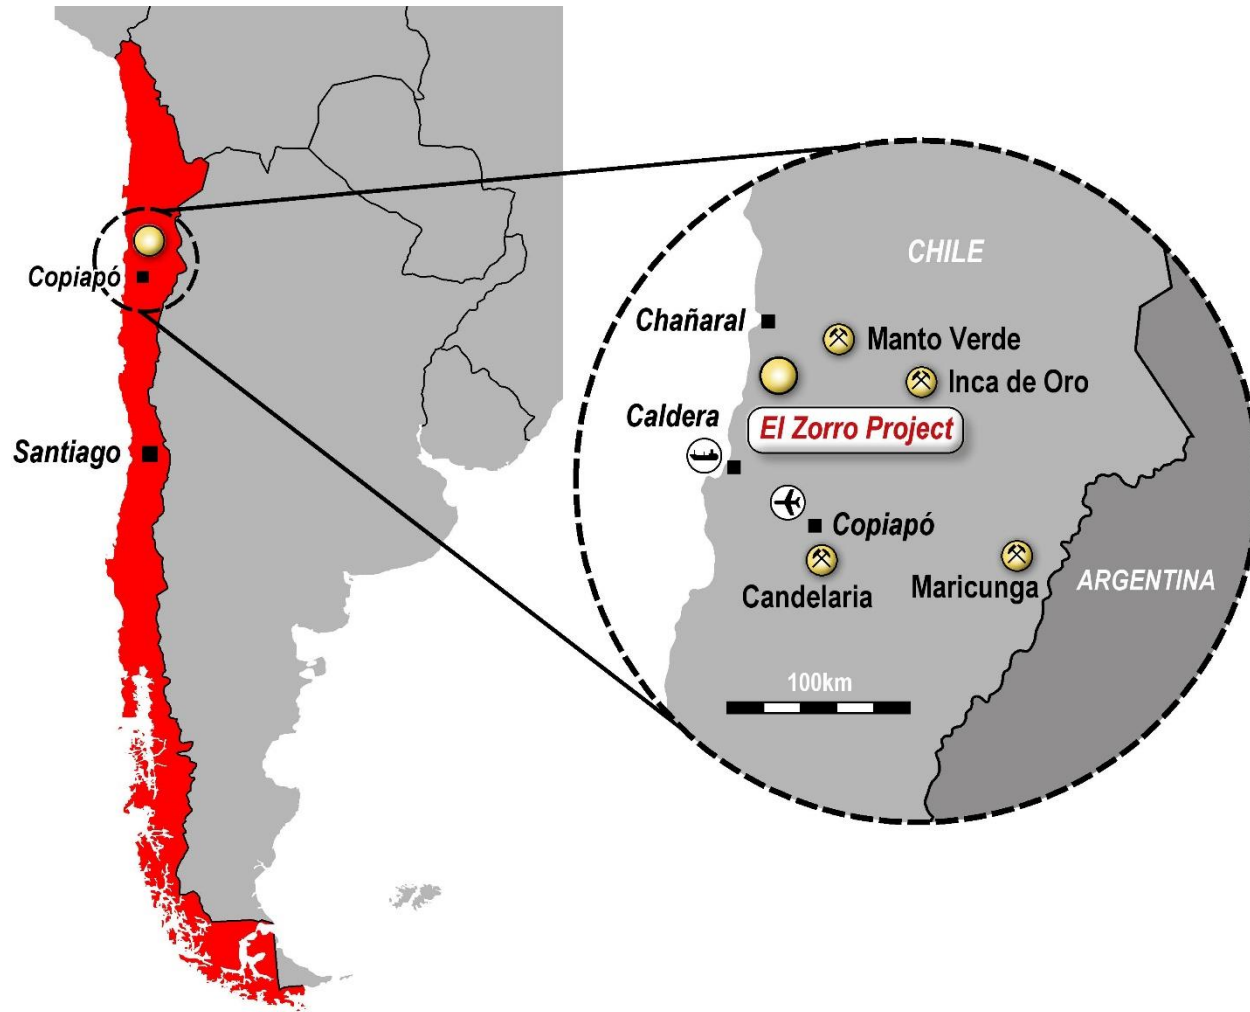 Copiapó
Santiago
CHILE
Chañaral
Manto Verde
Inca de Oro
Caldera
El Zorro Project
Copiapó
Candelaria
Maricunga
ARGENTINA
100km